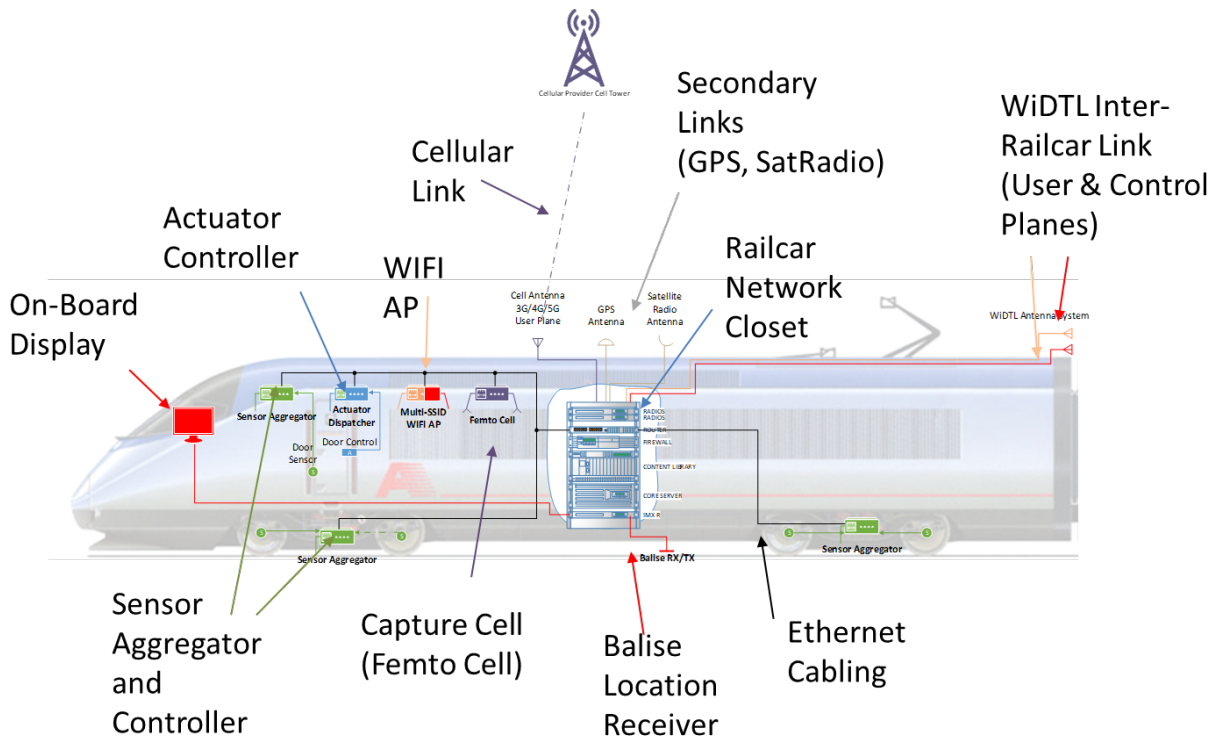 Cellular Provider Cell Tower
Secondary
Links
(GPS, SatRadio)
WiDTL Inter-
Railcar Link
(User & Control
Planes)
Cellular
Link
Actuator
Controller
WIFI
AP
Railcar
Network
Closet
On-Board
Display
Cell Antenna
3G/4G/5G
User Plane
GPS
Antenna
Satellite
Radio
Antenna
WiDTL Antenna System
Sensor Aggregator
Actuator
Dispatcher
Multi-SSID
WIFI AP
Femto Cell
Door
Sensor
Door Control
A
S
RADIOS
RADIOS
ROUTER
FIREWALL
CONTENT LIBRARY
CORE SERVER
EMX-R
S
S
Sensor Aggregator
Balise RX/TX
S
S
Sensor Aggregator
Sensor
Aggregator
and
Controller
Capture Cell
(Femto Cell)
Balise
Location
Receiver
Ethernet
Cabling